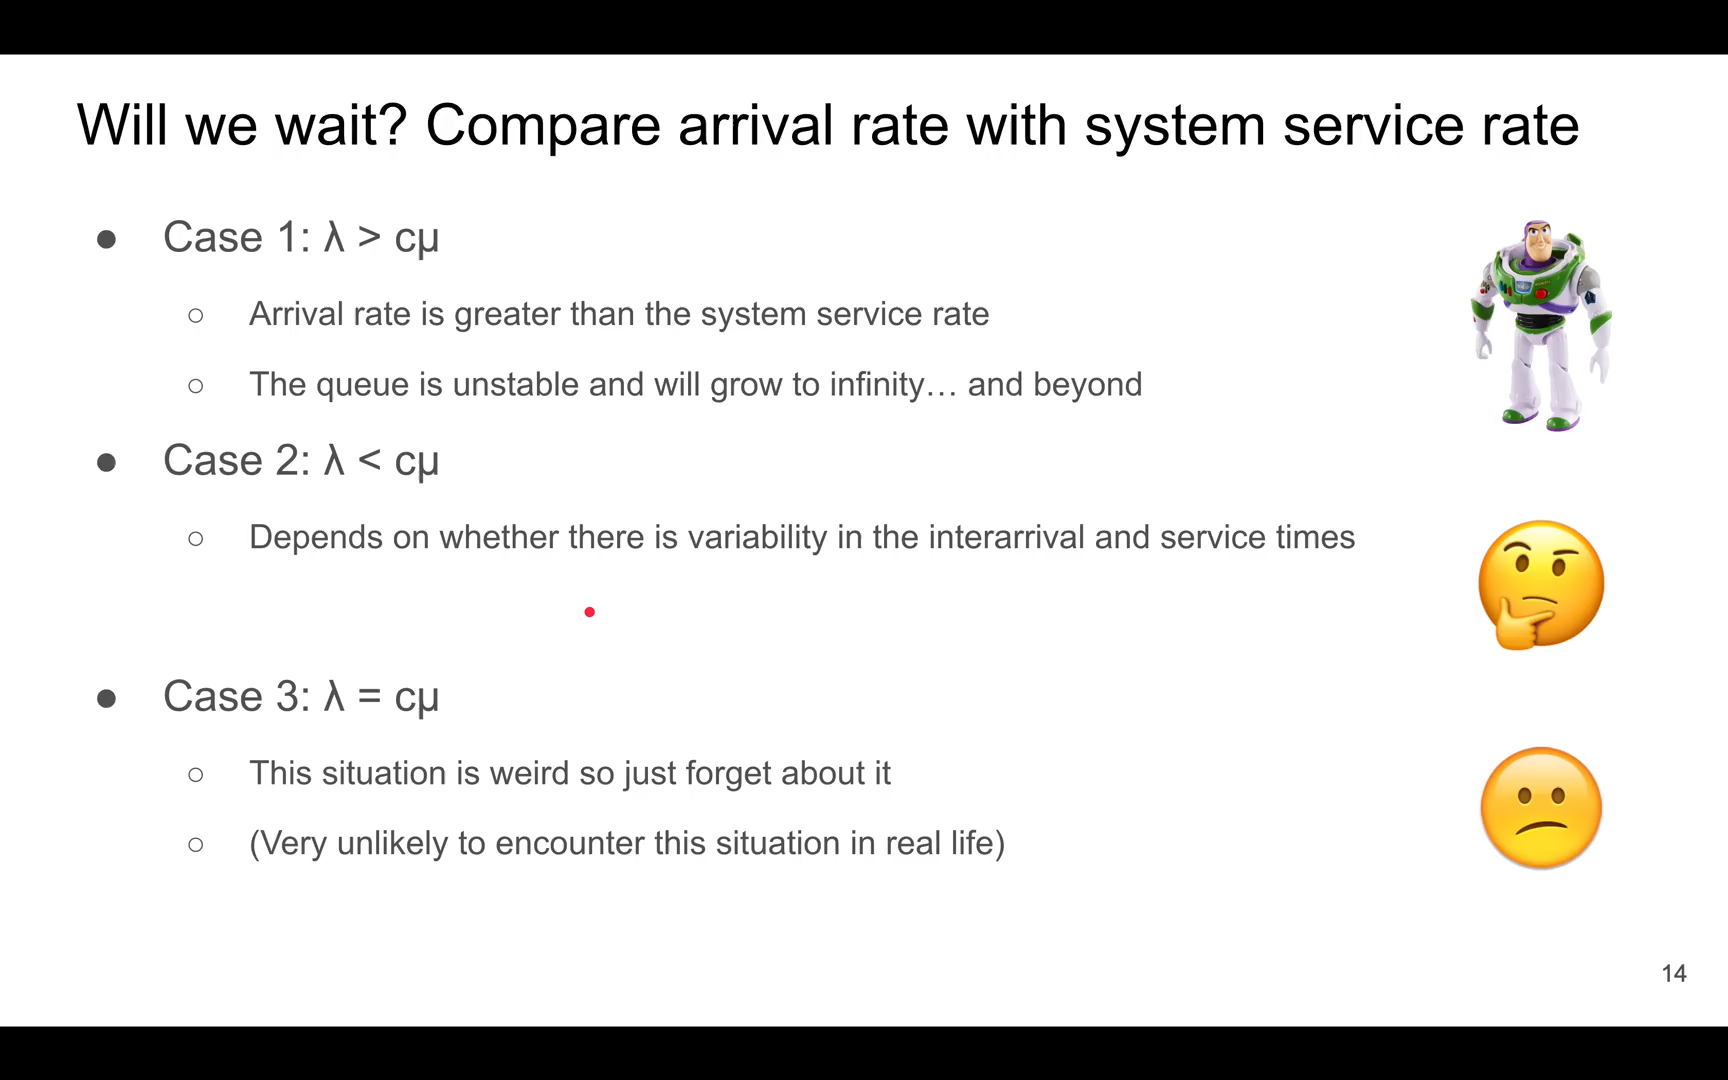 Will we wait? Compare arrival rate with system service rate
● Case 1: λ > cμ
○ Arrival rate is greater than the system service rate
○ The queue is unstable and will grow to infinity… and beyond
● Case 2: λ < cμ
○ Depends on whether there is variability in the interarrival and service times
● Case 3: λ = cμ
○ This situation is weird so just forget about it
○ (Very unlikely to encounter this situation in real life)
14